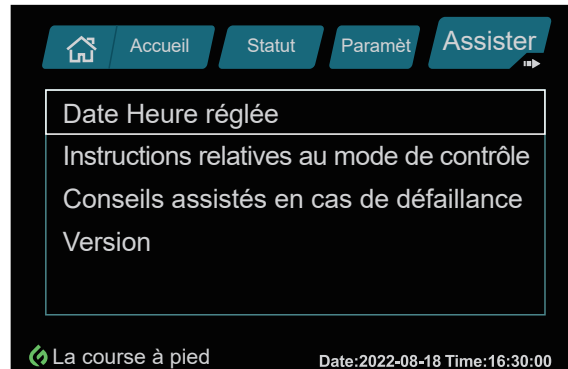 Accueil Statut Paramèt Assister
Date Heure réglée
Instructions relatives au mode de contrôle
Conseils assistés en cas de défaillance
Version
La course à pied Date:2022-08-18 Time:16:30:00